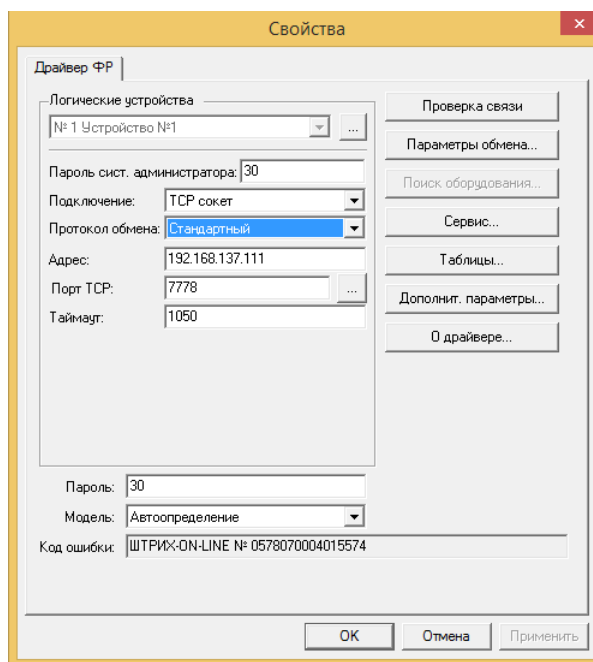 Свойства
Драйвер ФР
Логические устройства
№ 1 Устройство №1
...
Пароль сист. администратора: 30
Подключение: TCP сокет
Протокол обмена: Стандартный
Адрес: 192.168.137.111
Порт TCP: 7778 ...
Таймаут: 1050
Проверка связи
Параметры обмена...
Поиск оборудования...
Сервис...
Таблицы...
Дополнит. параметры...
О драйвере...
Пароль: 30
Модель: Автоопределение
Код ошибки: ШТРИХ-ON-LINE № 0578070004015574
OK
Отмена
Применить